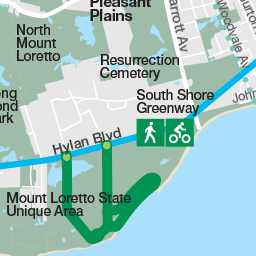 Pleasant
Plains
North
Mount
Loretto
Resurrection
Cemetery
arrott Av
Woodvale Av
South Shore
Greenway
ong
ond
ark
John
Hylan Blvd
Mount Loretto State
Unique Area